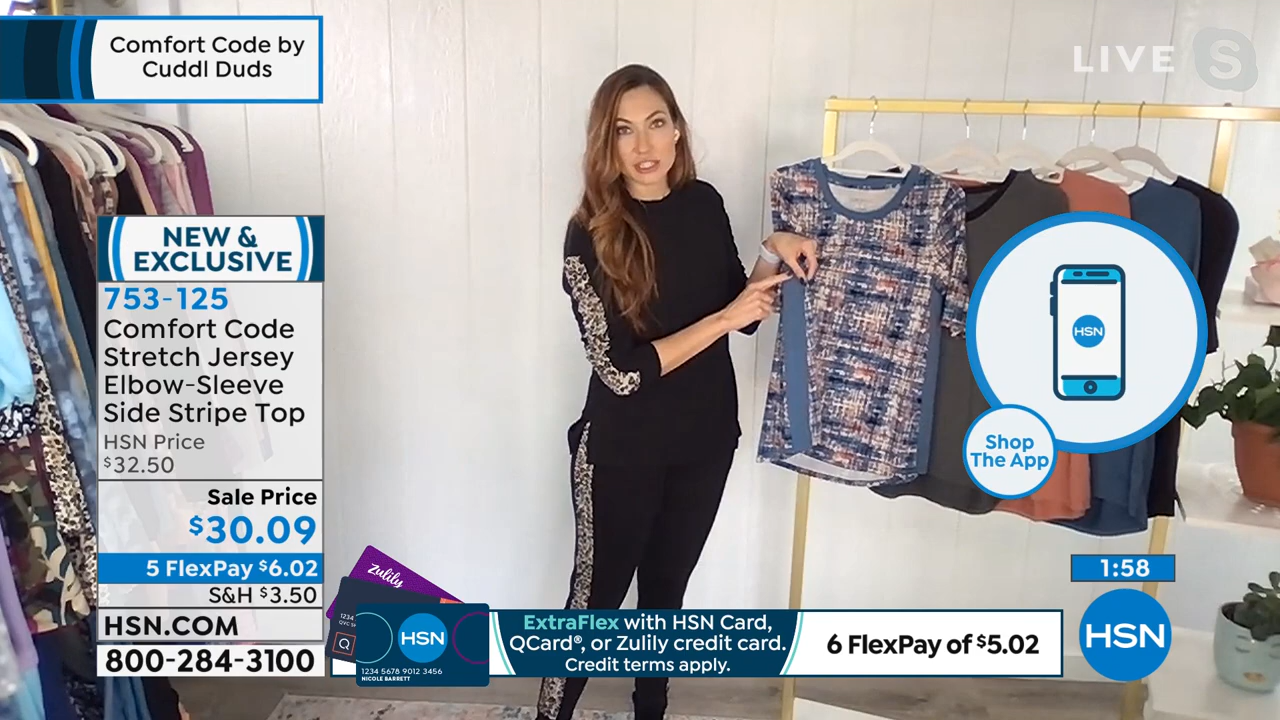 Comfort Code by
Cuddl Duds
LIVE S
NEW &
EXCLUSIVE
753-125
Comfort Code
Stretch Jersey
Elbow-Sleeve
Side Stripe Top
HSN Price
$32.50
Sale Price
$30.09
5 FlexPay $6.02
S&H $3.50
HSN.COM
800-284-3100
HSN
Shop
The App
1:58
zulily
1234
Q
HSN
1234 5678 9012 3456
NICOLE BARRETT
ExtraFlex with HSN Card,
QCard®, or Zulily credit card.
Credit terms apply.
6 FlexPay of $5.02
HSN